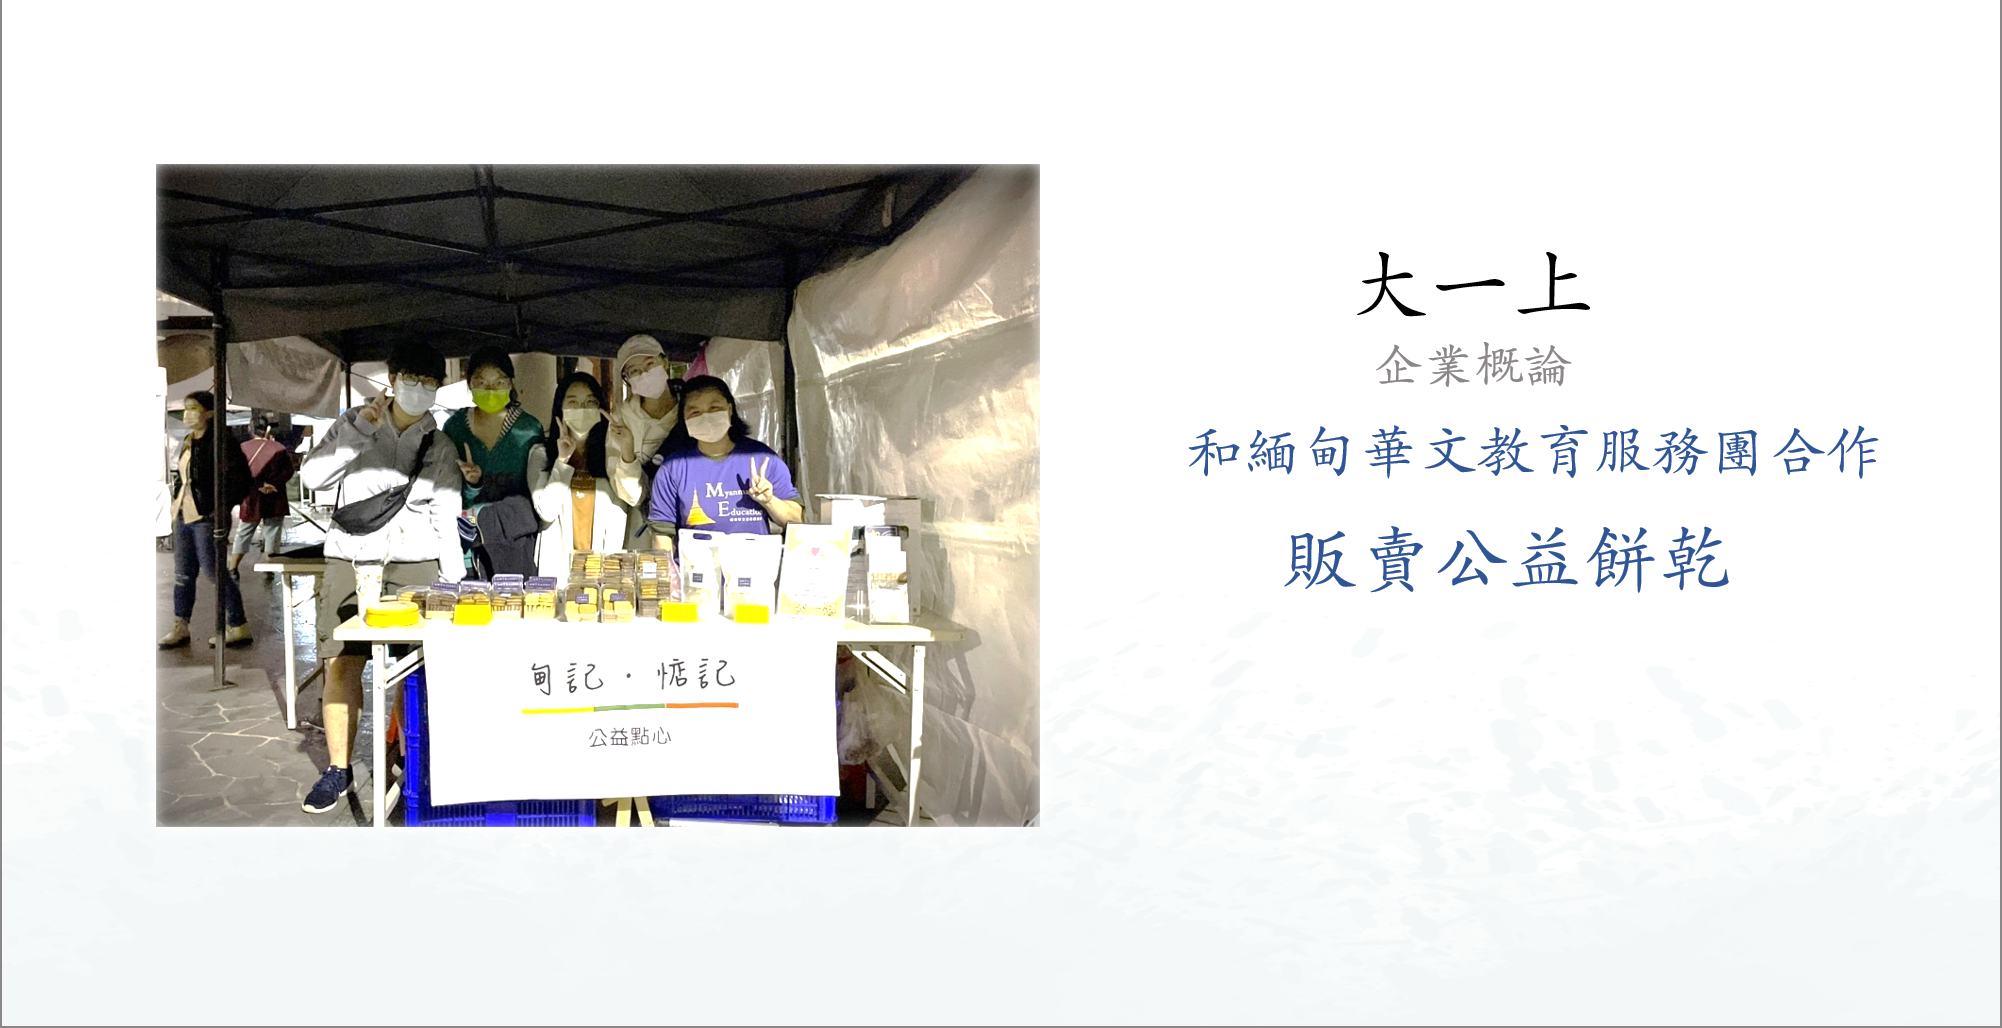 大一上
企業概論
和緬甸華文教育服務團合作
販賣公益餅乾
甸記·惦記
公益點心